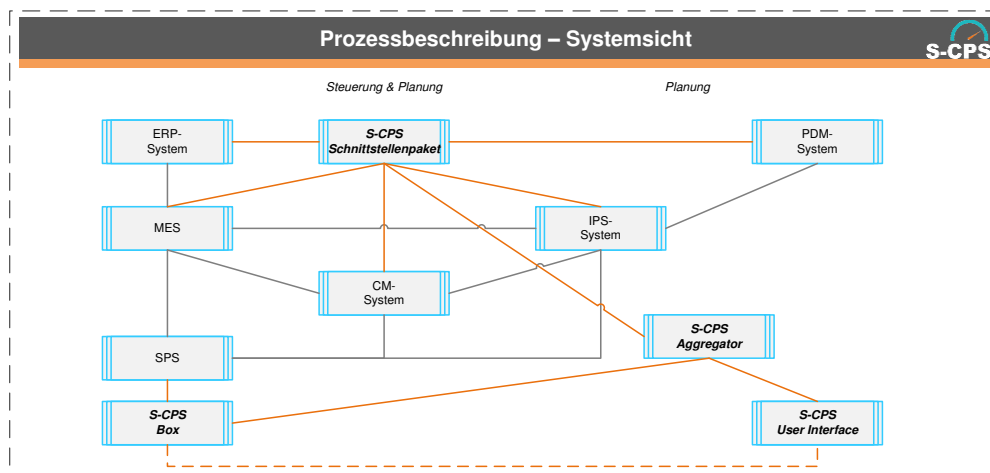 Prozessbeschreibung – Systemsicht
S-CPS
Steuerung & Planung
Planung
ERP-
System
S-CPS
Schnittstellenpaket
PDM-
System
MES
IPS-
System
CM-
System
S-CPS
Aggregator
SPS
S-CPS
Box
S-CPS
User Interface